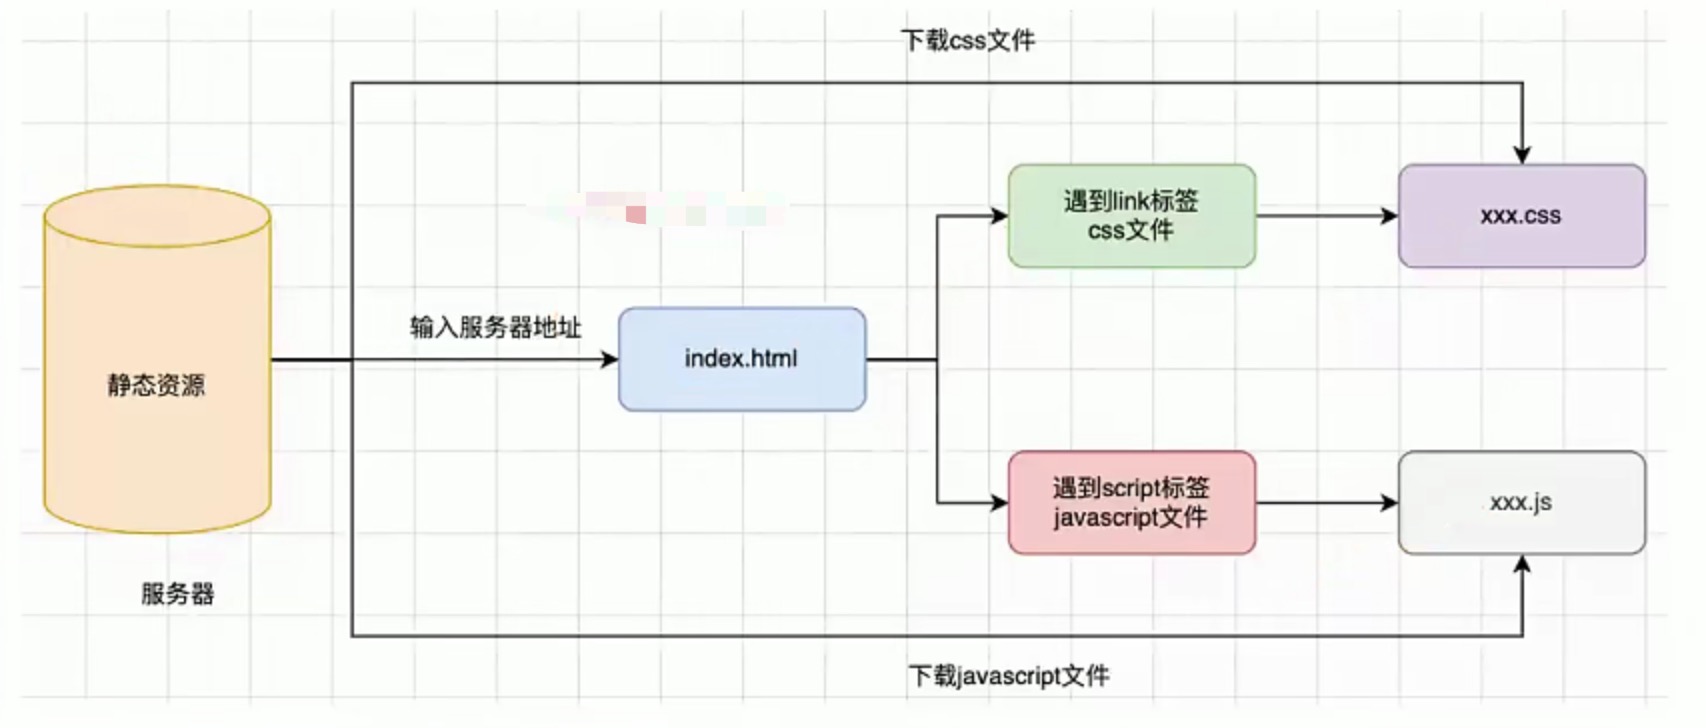 下载css文件
遇到link标签
css文件
xxx.css
输入服务器地址
index.html
静态资源
遇到script标签
javascript文件
xxx.js
服务器
下载javascript文件